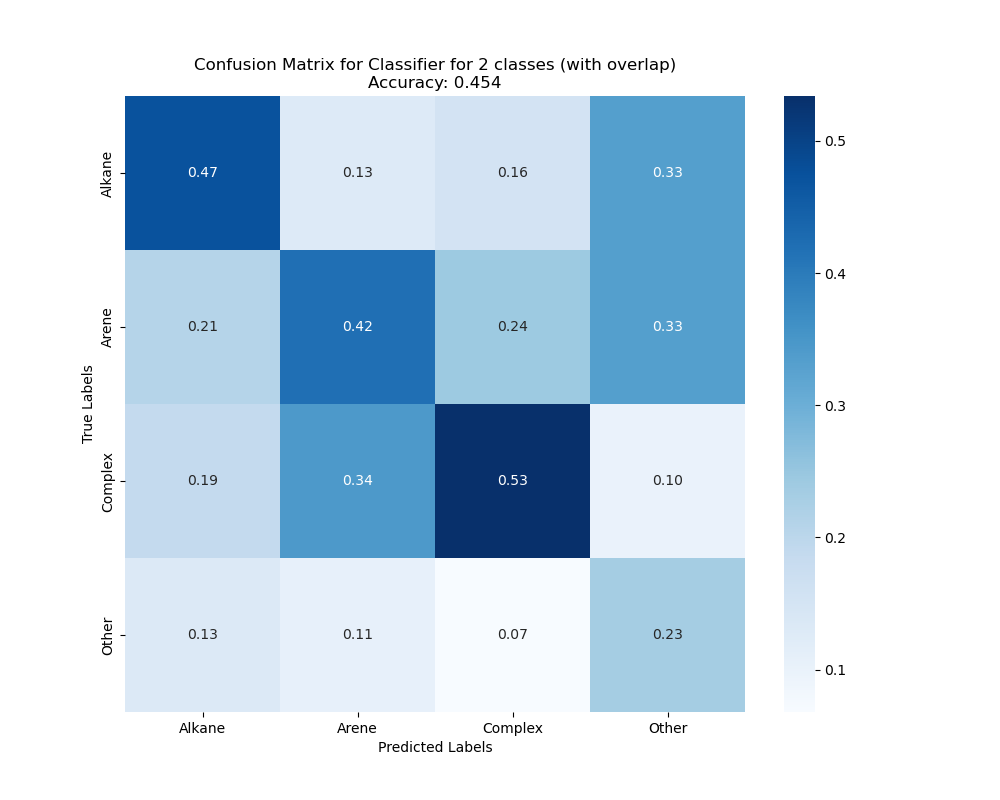 Confusion Matrix for Classifier for 2 classes (with overlap)
Accuracy: 0.454
True Labels
Alkane
0.47 0.13 0.16 0.33
Arene
0.21 0.42 0.24 0.33
Complex
0.19 0.34 0.53 0.10
Other
0.13 0.11 0.07 0.23
Alkane Arene Complex Other
Predicted Labels
0.5
0.4
0.3
0.2
0.1